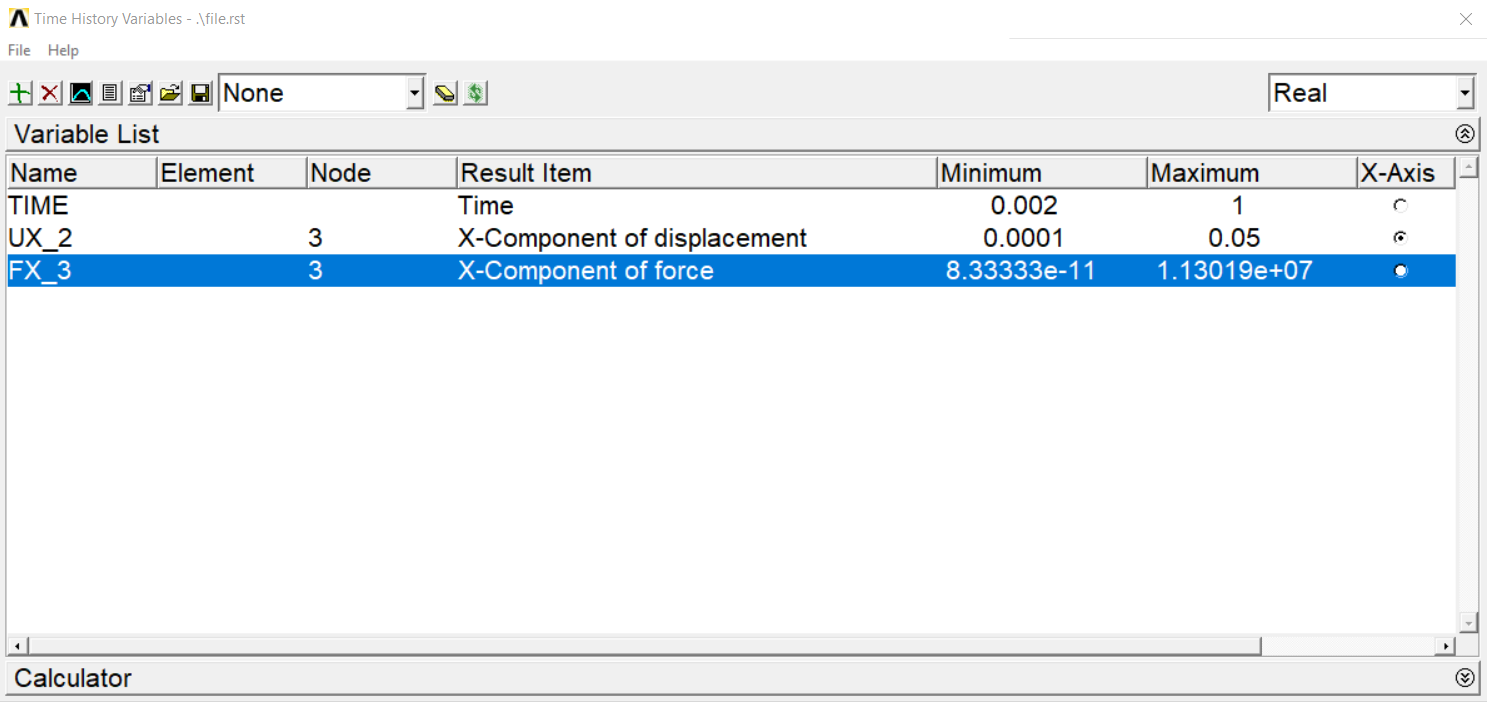 Time History Variables - .\file.rst
File Help
None Real
Variable List
Name Element Node Result Item Minimum Maximum X-Axis
TIME Time 0.002 1
UX_2 3 X-Component of displacement 0.0001 0.05
FX_3 3 X-Component of force 8.33333e-11 1.13019e+07
Calculator